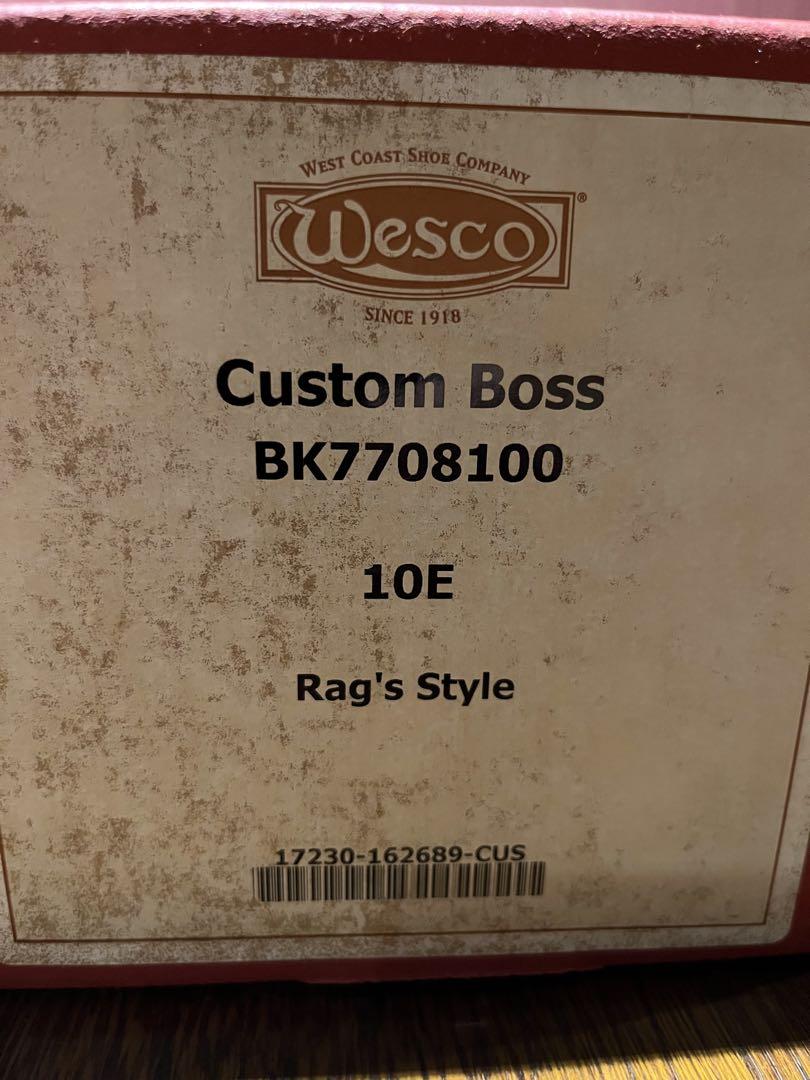 WEST COAST SHOE COMPANY
Wesco®
SINCE 1918
Custom Boss
BK7708100
10E
Rag's Style
17230-162689-CUS